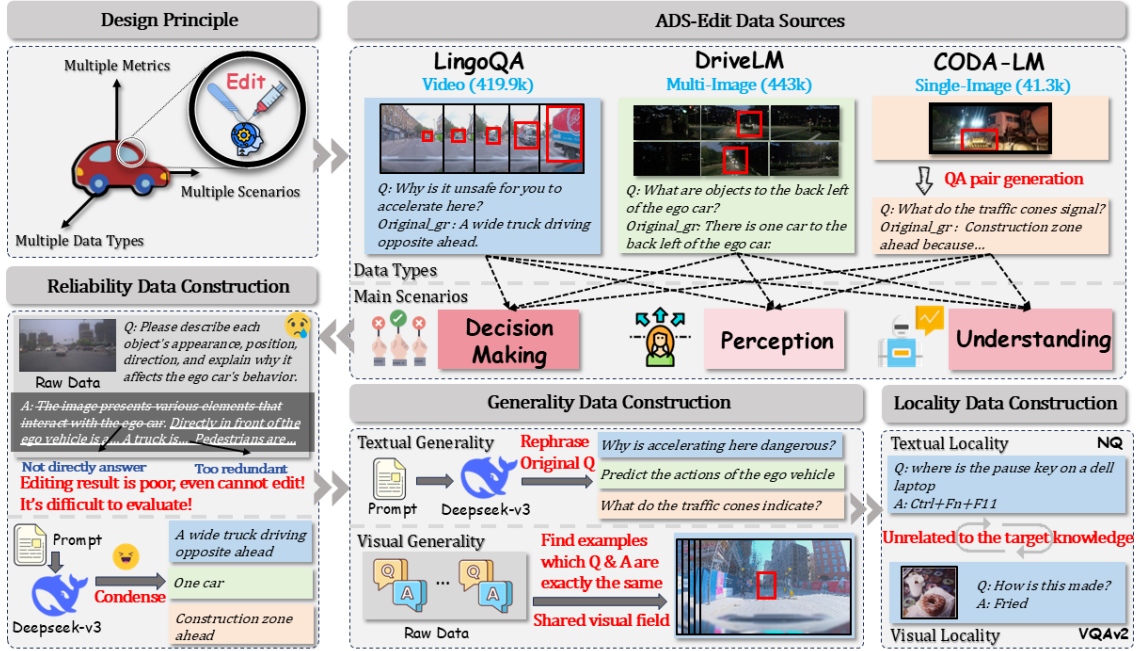 Design Principle
Multiple Metrics
Edit
Multiple Scenarios
Multiple Data Types
ADS-Edit Data Sources
LingoQA
Video (419.9k)
Q: Why is it unsafe for you to
accelerate here?
Original_gr : A wide truck driving
opposite ahead.
DriveLM
Multi-Image (443k)
Q: What are objects to the back left
of the ego car?
Original_gr: There is one car to the
back left of the ego car.
CODA-LM
Single-Image (41.3k)
QA pair generation
Q: What do the traffic cones signal?
Original_gr : Construction zone
ahead because...
Data Types
Main Scenarios
Decision
Making
Perception
Understanding
Reliability Data Construction
Raw Data
Q: Please describe each
object's appearance, position,
direction, and explain why it
affects the ego car's behavior.
A: The image presents various elements that
interact with the ego car. Directly in front of the
ego vehicle is a... A truck is... Pedestrians are...
Not directly answer
Too redundant
Editing result is poor, even cannot edit!
It's difficult to evaluate!
Prompt
Deepseek-v3
Condense
A wide truck driving
opposite ahead
One car
Construction zone
ahead
Generality Data Construction
Textual Generality
Prompt
Deepseek-v3
Rephrase
Original Q
Why is accelerating here dangerous?
Predict the actions of the ego vehicle
What do the traffic cones indicate?
Visual Generality
Q
A
...
Q
A
Raw Data
Find examples
which Q & A are
exactly the same
Shared visual field
Locality Data Construction
Textual Locality
NQ
Q: where is the pause key on a dell
laptop
A: Ctrl+Fn+F11
Unrelated to the target knowledge
Q: How is this made?
A: Fried
Visual Locality
VQAv2